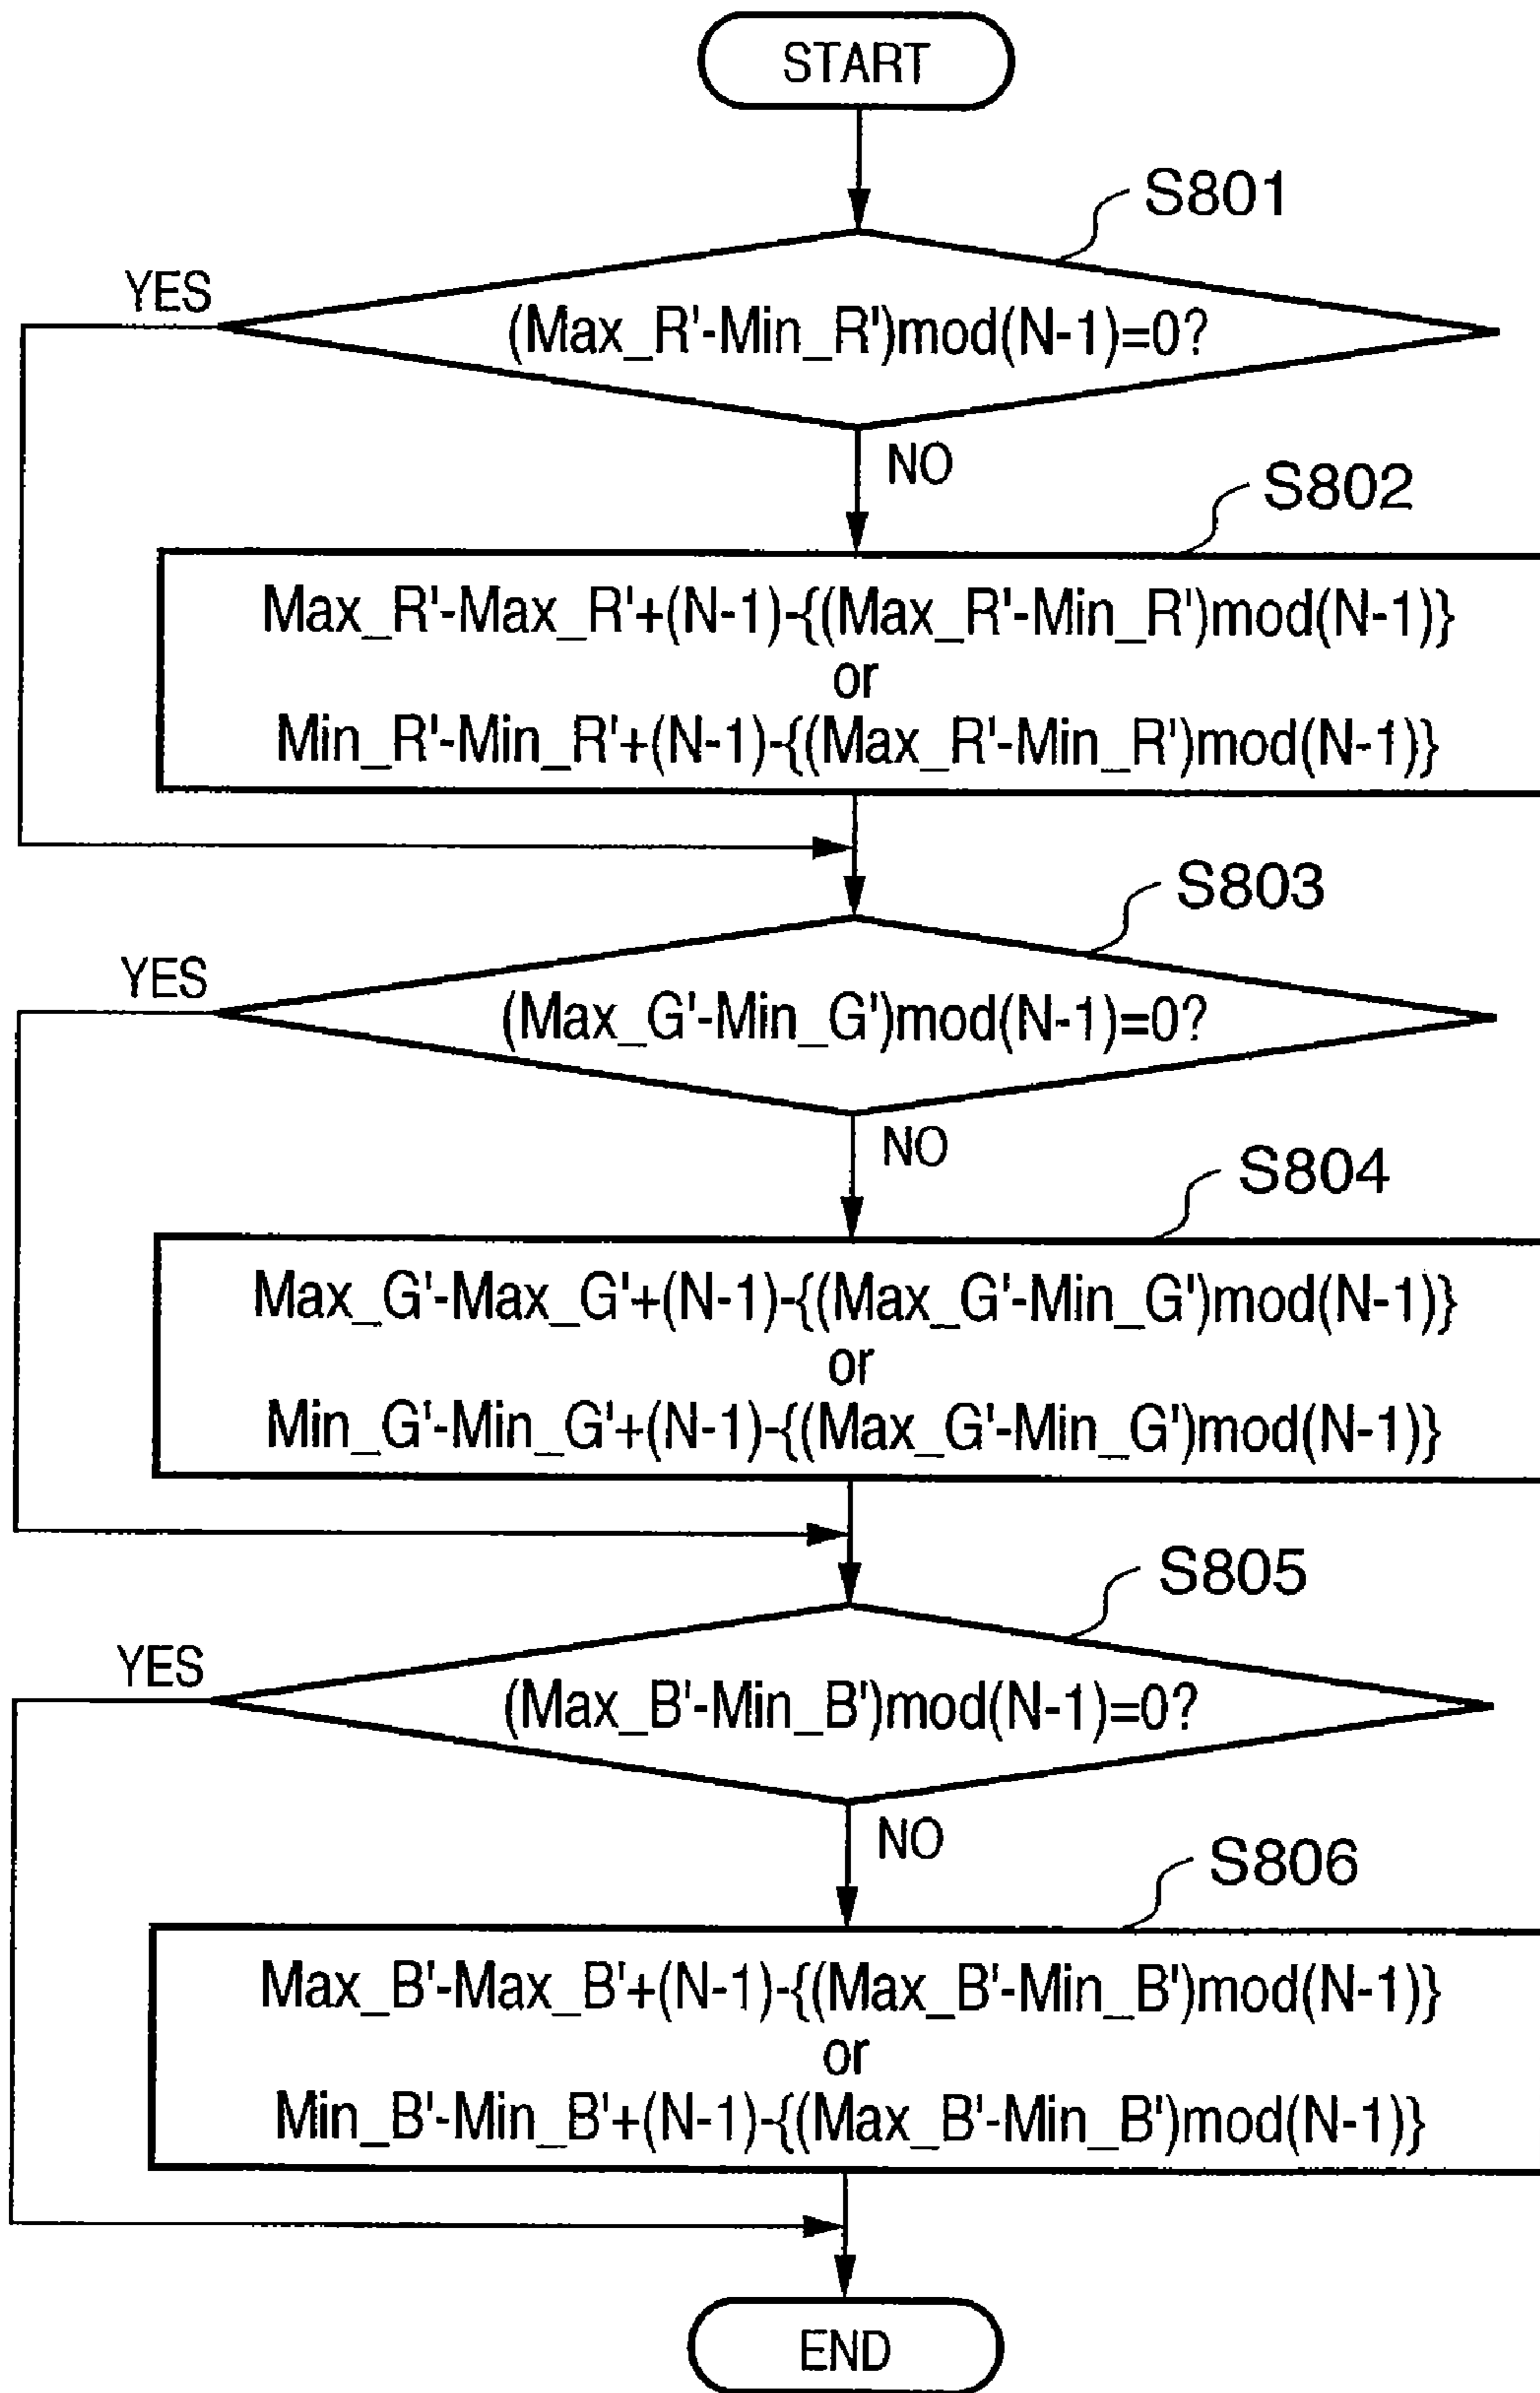 START
S801
YES
(Max_R'-Min_R')mod(N-1)=0?
NO
S802
Max_R'-Max_R'+(N-1)-{(Max_R'-Min_R')mod(N-1)}
or
Min_R'-Min_R'+(N-1)-{(Max_R'-Min_R')mod(N-1)}
S803
YES
(Max_G'-Min_G')mod(N-1)=0?
NO
S804
Max_G'-Max_G'+(N-1)-{(Max_G'-Min_G')mod(N-1)}
or
Min_G'-Min_G'+(N-1)-{(Max_G'-Min_G')mod(N-1)}
S805
YES
(Max_B'-Min_B')mod(N-1)=0?
NO
S806
Max_B'-Max_B'+(N-1)-{(Max_B'-Min_B')mod(N-1)}
or
Min_B'-Min_B'+(N-1)-{(Max_B'-Min_B')mod(N-1)}
END